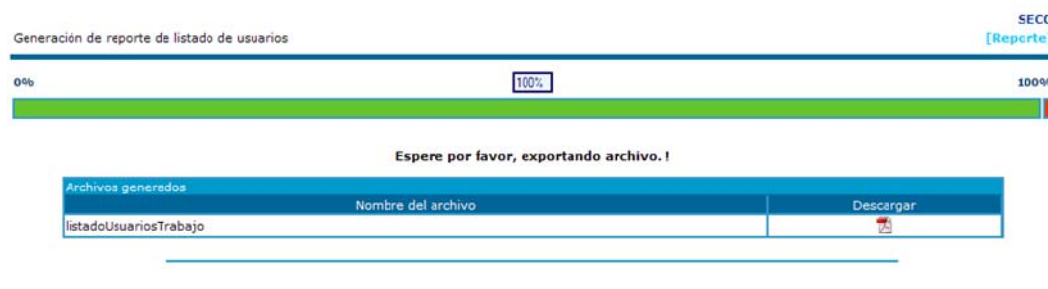 SECO
Generación de reporte de listado de usuarios
[Reporte
0% 100% 100%
Espere por favor, exportando archivo.!
Archivos generados
Nombre del archivo Descargar
listadoUsuariosTrabajo